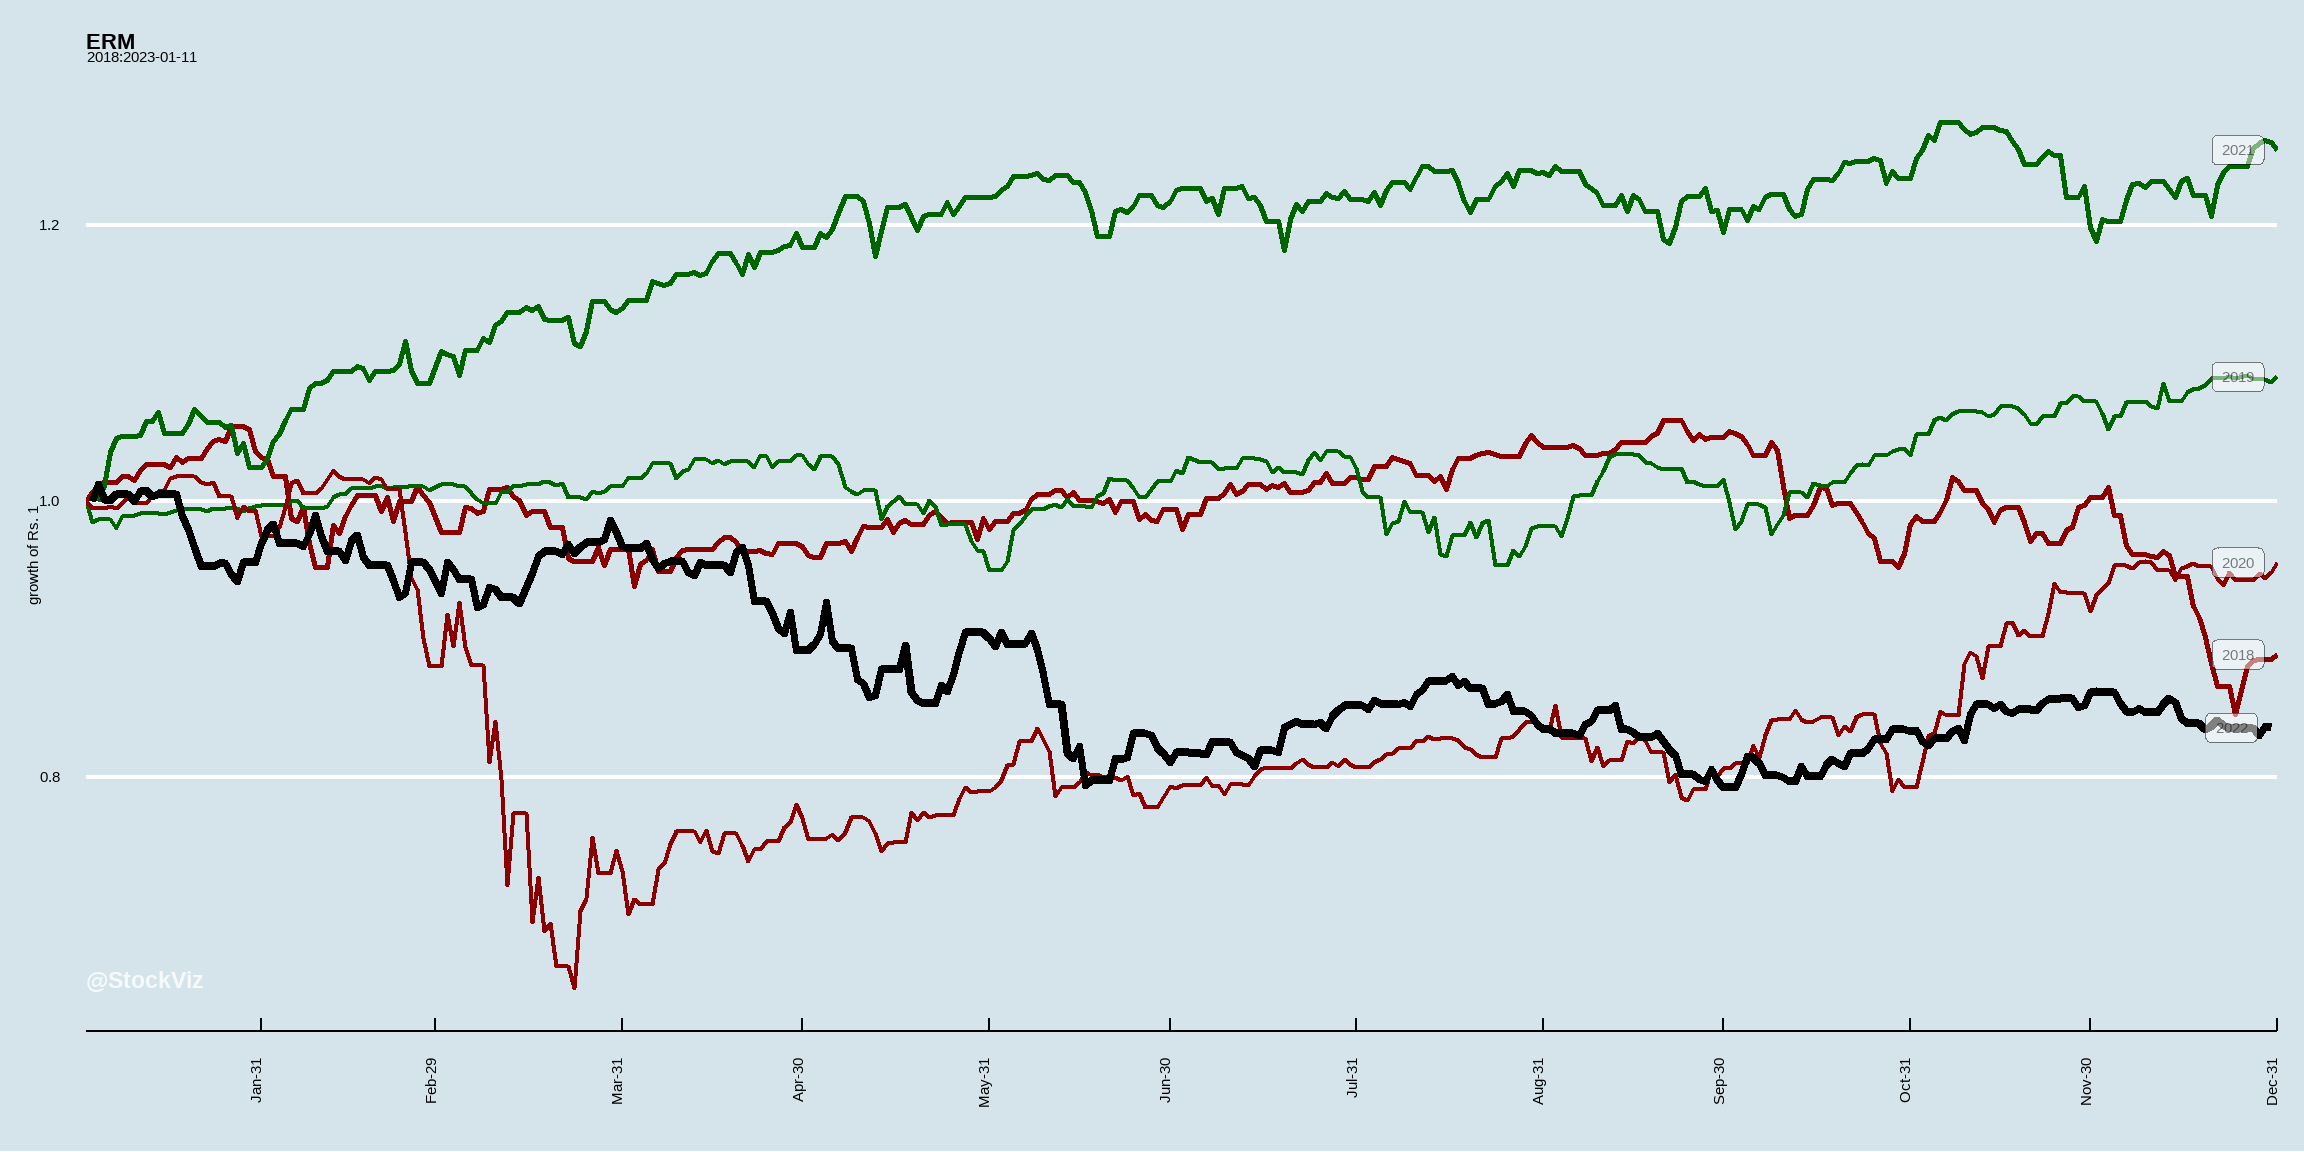 ERM
2018:2023-01-11
2021
1.2
2019
1.0
growth of Rs. 1
2020
2018
2022
0.8
@StockViz
Jan-31
Feb-29
Mar-31
Apr-30
May-31
Jun-30
Jul-31
Aug-31
Sep-30
Oct-31
Nov-30
Dec-31